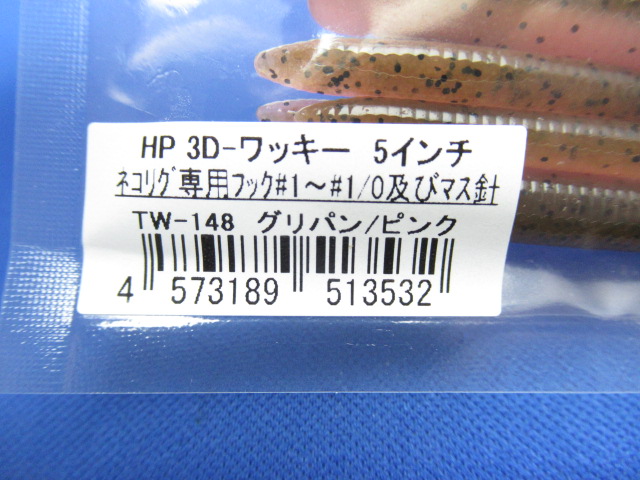 HP 3D-ワッキー 5インチ
ネコリグ専用フック#1～#1/0及びマス針
TW-148 グリパン/ピンク
4 573189 513532